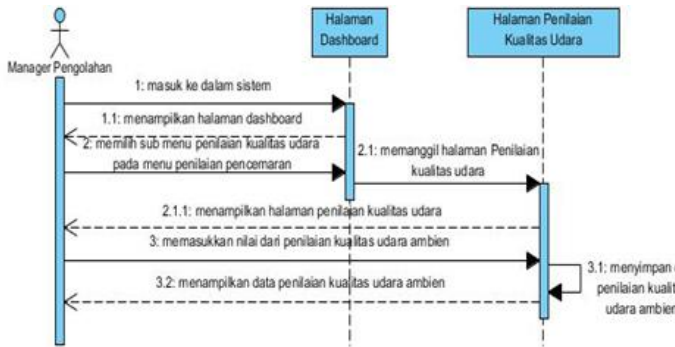 Halaman
Dashboard
Halaman Penilaian
Kualitas Udara
Manager Pengolahan
1: masuk ke dalam sistem
1.1: menampilkan halaman dashboard
2: memilih sub menu penilaian kualitas udara
pada menu penilaian pencemaran
2.1: memanggil halaman Penilaian
kualitas udara
2.1.1: menampilkan halaman penilaian kualitas udara
3: memasukkan nilai dari penilaian kualitas udara ambien
3.1: menyimpan
penilaian
udara ambien
3.2: menampilkan data penilaian kualitas udara ambien